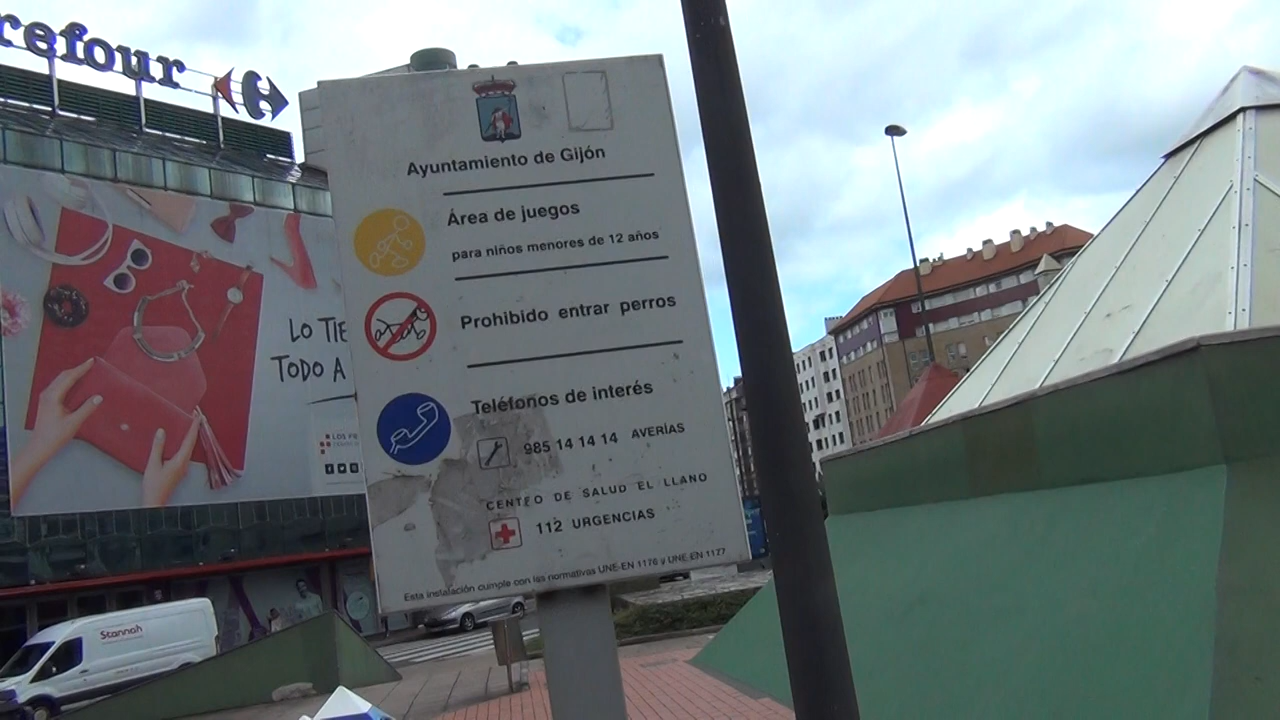 refour
Ayuntamiento de Gijón
Área de juegos
para niños menores de 12 años
Prohibido entrar perros
Teléfonos de interés
985 14 14 14 AVERÍAS
CENTEO DE SALUD EL LLANO
112 URGENCIAS
Esta instalación cumple con las normativas UNE-EN 1176 y UNE-EN 1177
LO TIE
TODO A
LOS
Stannah